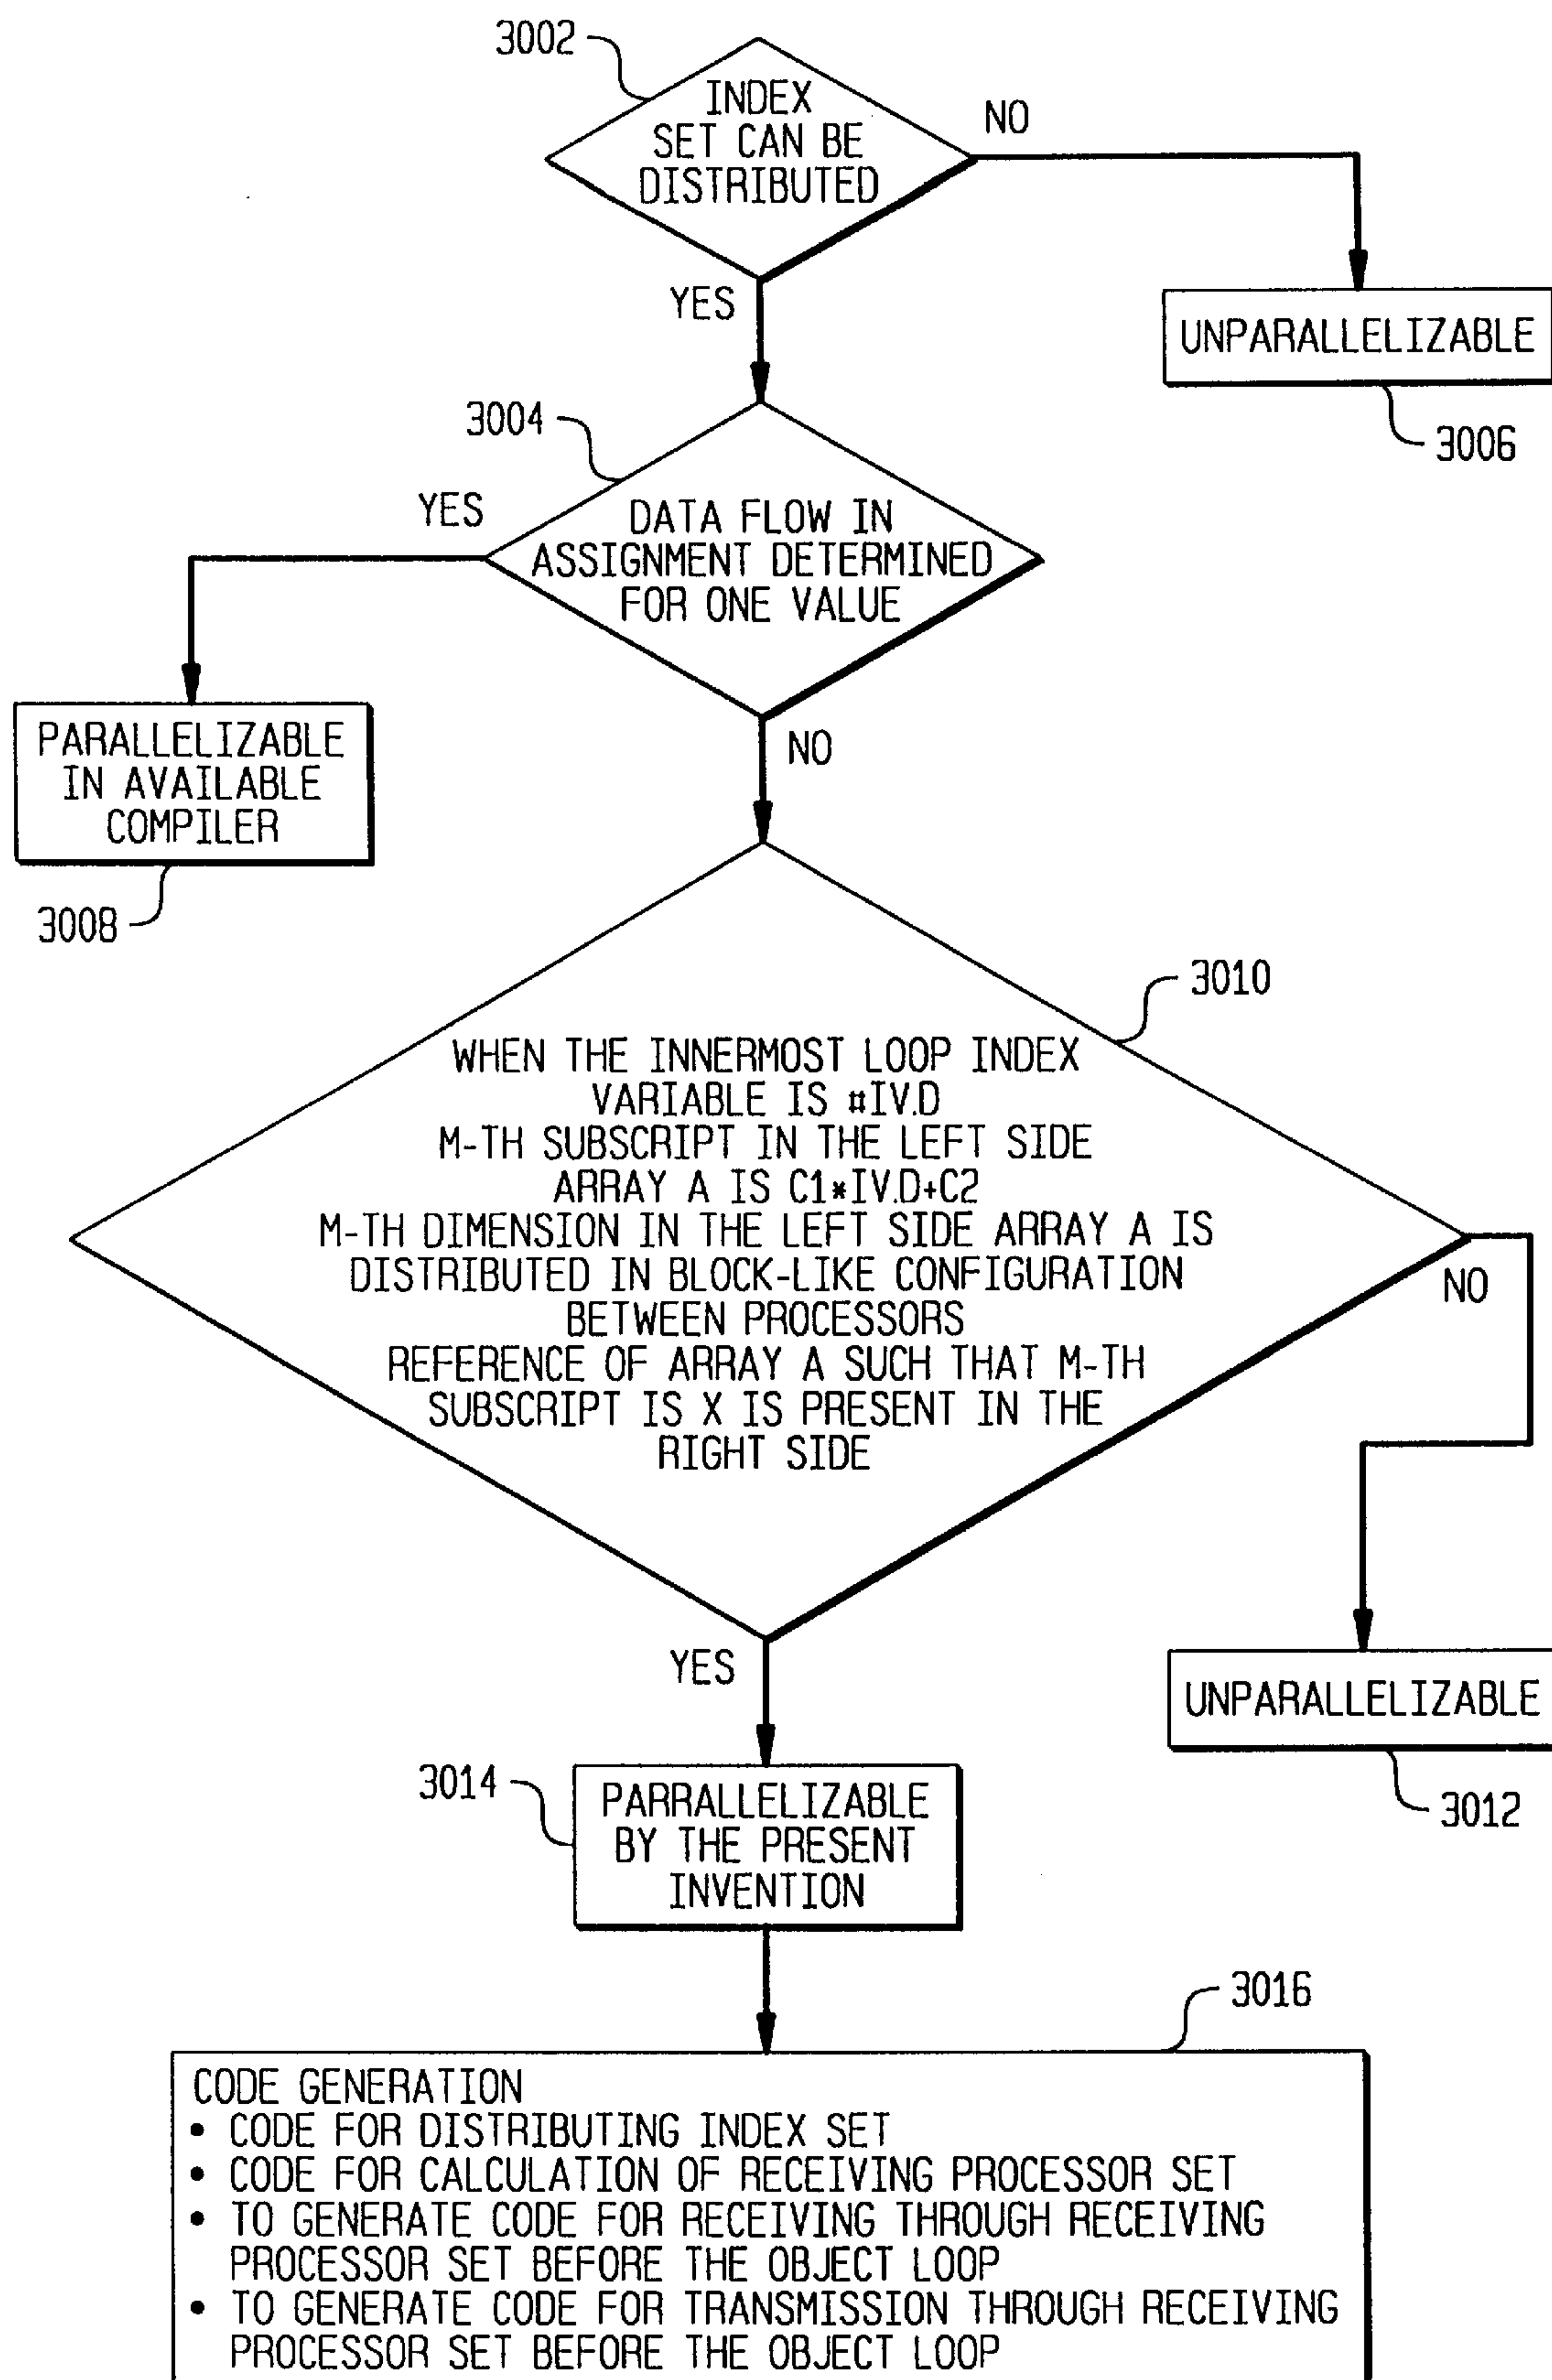 3002
INDEX
SET CAN BE
DISTRIBUTED
NO
YES
UNPARALLELIZABLE
3006
3004
YES
DATA FLOW IN
ASSIGNMENT DETERMINED
FOR ONE VALUE
NO
PARALLELIZABLE
IN AVAILABLE
COMPILER
3008
3010
WHEN THE INNERMOST LOOP INDEX
VARIABLE IS #IV.D
M-TH SUBSCRIPT IN THE LEFT SIDE
ARRAY A IS C1*IV.D+C2
M-TH DIMENSION IN THE LEFT SIDE ARRAY A IS
DISTRIBUTED IN BLOCK-LIKE CONFIGURATION
BETWEEN PROCESSORS
REFERENCE OF ARRAY A SUCH THAT M-TH
SUBSCRIPT IS X IS PRESENT IN THE
RIGHT SIDE
NO
YES
UNPARALLELIZABLE
3012
3014
PARRALLELIZABLE
BY THE PRESENT
INVENTION
3016
CODE GENERATION
• CODE FOR DISTRIBUTING INDEX SET
• CODE FOR CALCULATION OF RECEIVING PROCESSOR SET
• TO GENERATE CODE FOR RECEIVING THROUGH RECEIVING
PROCESSOR SET BEFORE THE OBJECT LOOP
• TO GENERATE CODE FOR TRANSMISSION THROUGH RECEIVING
PROCESSOR SET BEFORE THE OBJECT LOOP